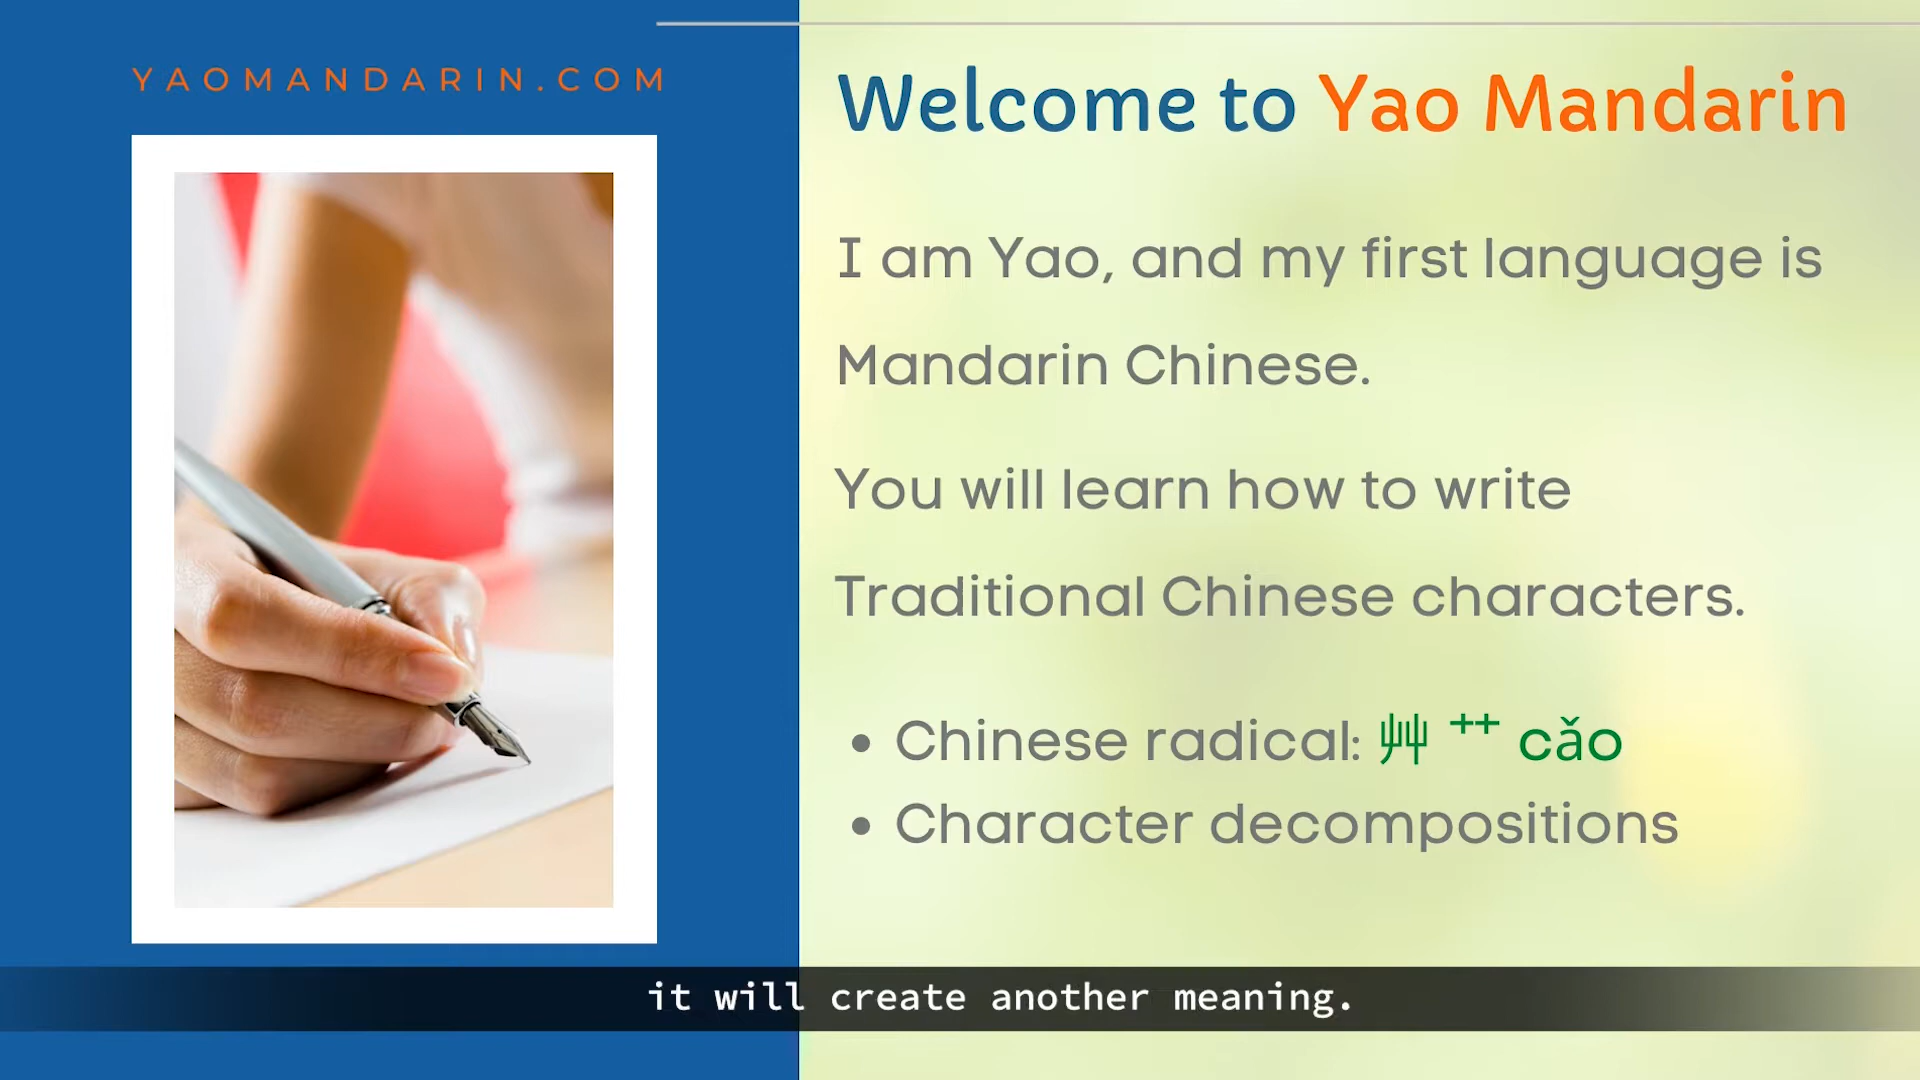 YAOMANDARIN.COM
Welcome to Yao Mandarin
I am Yao, and my first language is
Mandarin Chinese.
You will learn how to write
Traditional Chinese characters.
• Chinese radical: 艸 艹 cǎo
• Character decompositions
it will create another meaning.